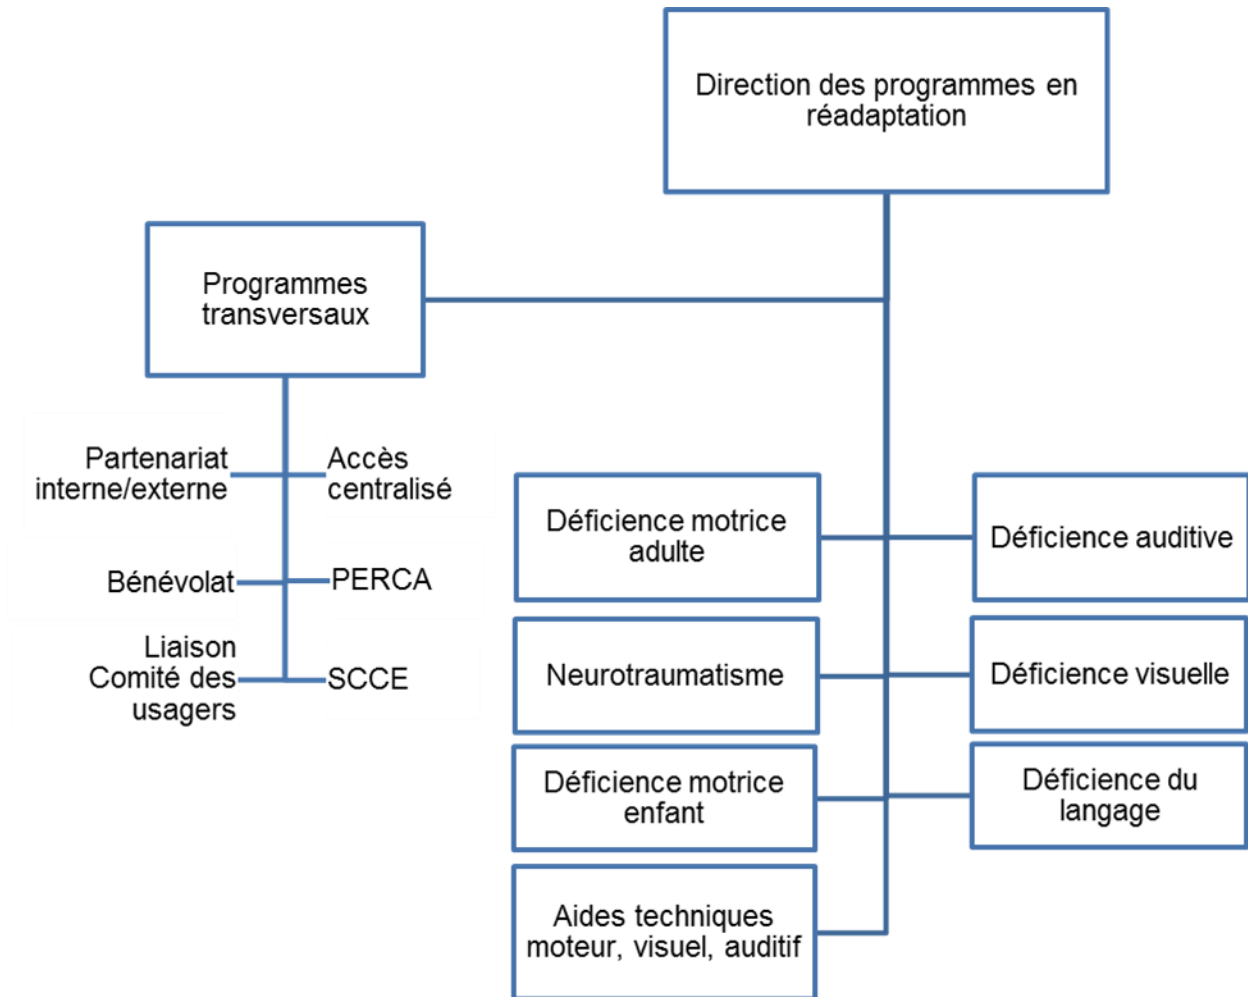 Direction des programmes en
réadaptation
Programmes
transversaux
Partenariat
interne/externe
Accès
centralisé
Bénévolat
PERCA
Liaison
Comité des
usagers
SCCE
Déficience motrice
adulte
Déficience auditive
Neurotraumatisme
Déficience visuelle
Déficience motrice
enfant
Déficience du
langage
Aides techniques
moteur, visuel, auditif